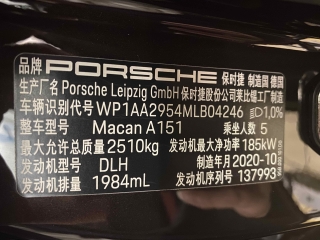 品牌 PORSCHE 保时捷 制造国 德国
生产厂名/Porsche Leipzig GmbH 保时捷股份公司莱比锡工厂制造
车辆识别代号 WP1AA2954MLB04246 1,0%
整车型号 Macan A151 乘坐人数 5
最大允许总质量 2510kg 发动机最大净功率 185kW
发动机型号 DLH 制造年月 2020-10
发动机排量 1984mL 发动机序列号 137993